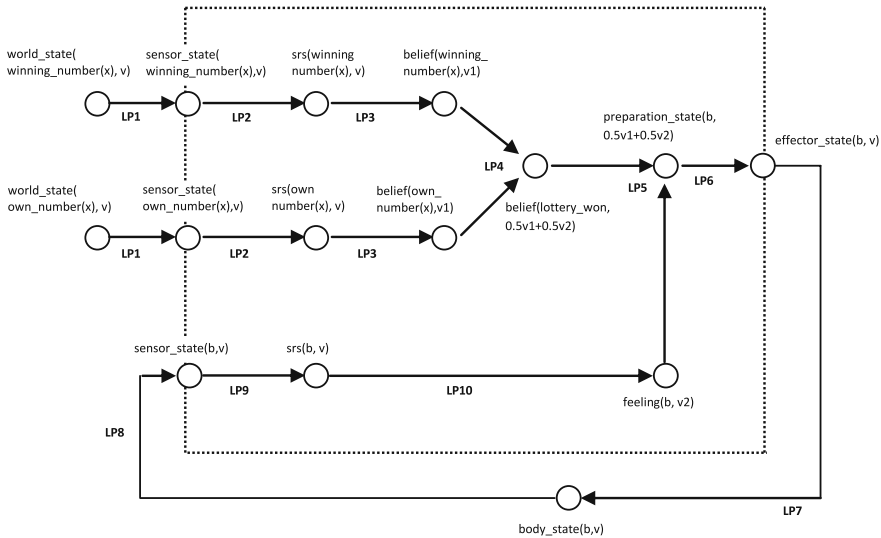 world_state(
winning_number(x), v)
sensor_state(
winning_number(x),v)
srs(winning
number(x), v)
belief(winning_
number(x),v1)
LP1
LP2
LP3
preparation_state(b,
0.5v1+0.5v2)
effector_state(b, v)
LP4
LP5
LP6
world_state(
own_number(x), v)
sensor_state(
own_number(x),v)
srs(own
number(x), v)
belief(own_
number(x),v1)
belief(lottery_won,
0.5v1+0.5v2)
LP1
LP2
LP3
sensor_state(b,v)
srs(b, v)
LP9
LP10
feeling(b, v2)
LP8
LP7
body_state(b,v)